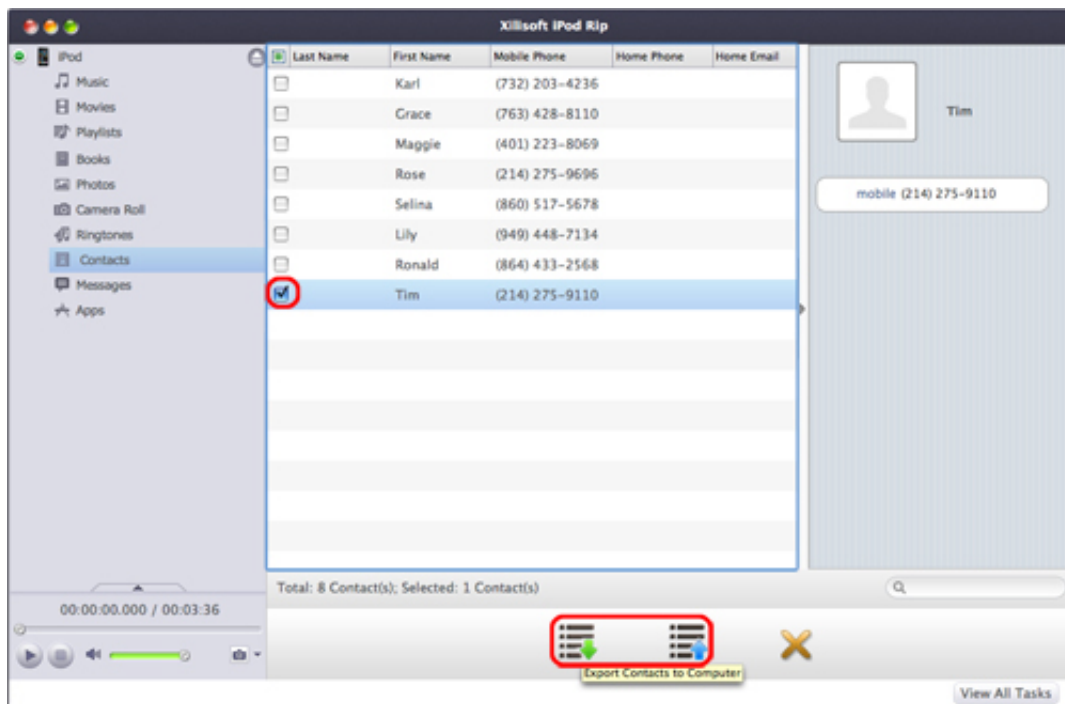 Xilisoft iPod Rip
iPod
Music
Movies
Playlists
Books
Photos
Camera Roll
Ringtones
Contacts
Messages
Apps
Last Name First Name Mobile Phone Home Phone Home Email
Karl (732) 203-4236
Grace (763) 428-8110
Maggie (401) 223-8069
Rose (214) 275-9696
Selina (860) 517-5678
Lily (949) 448-7134
Ronald (864) 433-2568
Tim (214) 275-9110
Tim
mobile (214) 275-9110
Total: 8 Contact(s); Selected: 1 Contact(s)
00:00:00.000 / 00:03:36
Export Contacts to Computer
View All Tasks